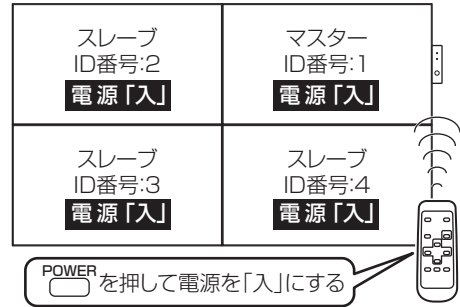 スレーブ
ID番号:2
電源「入」
マスター
ID番号:1
電源「入」
スレーブ
ID番号:3
電源「入」
スレーブ
ID番号:4
電源「入」
POWER
を押して電源を「入」にする